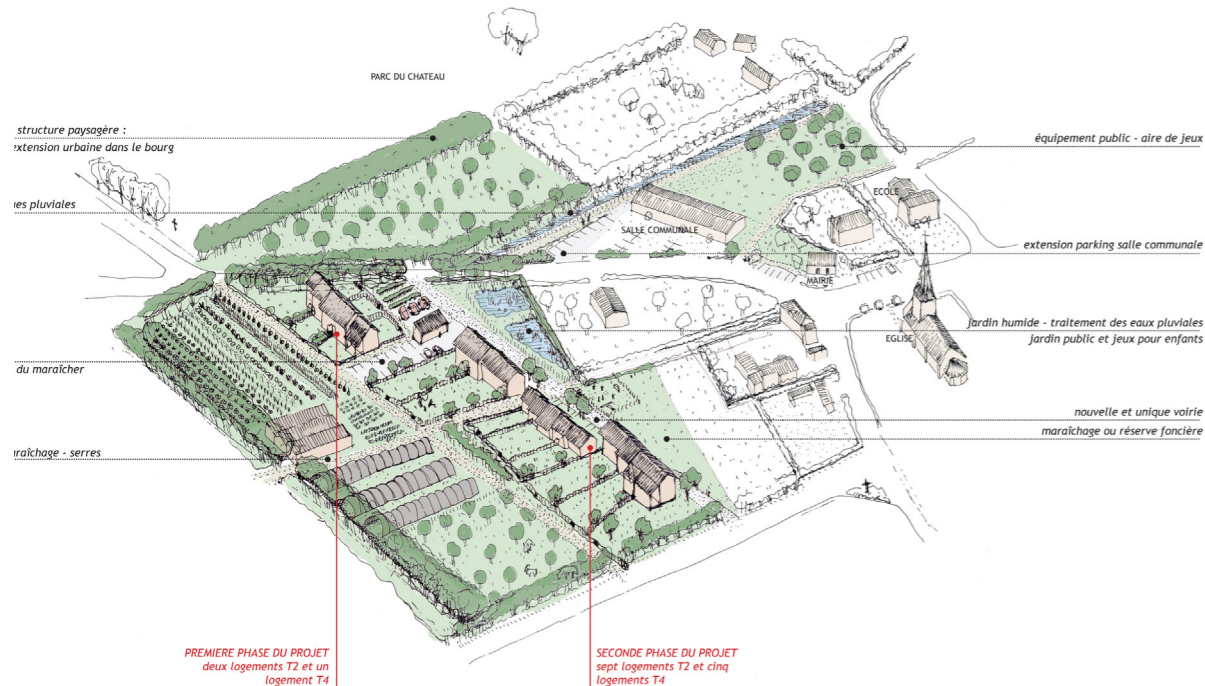 PARC DU CHATEAU
structure paysagère :
extension urbaine dans le bourg
équipement public - aire de jeux
ECOLE
pluviales
SALLE COMMUNALE
extension parking salle communale
MAIRIE
jardin humide - traitement des eaux pluviales
EGLISE
jardin public et jeux pour enfants
du maraîcher
nouvelle et unique voirie
maraîchage ou réserve foncière
- serres
PREMIERE PHASE DU PROJET
deux logements T2 et un
logement T4
SECONDE PHASE DU PROJET
sept logements T2 et cinq
logements T4